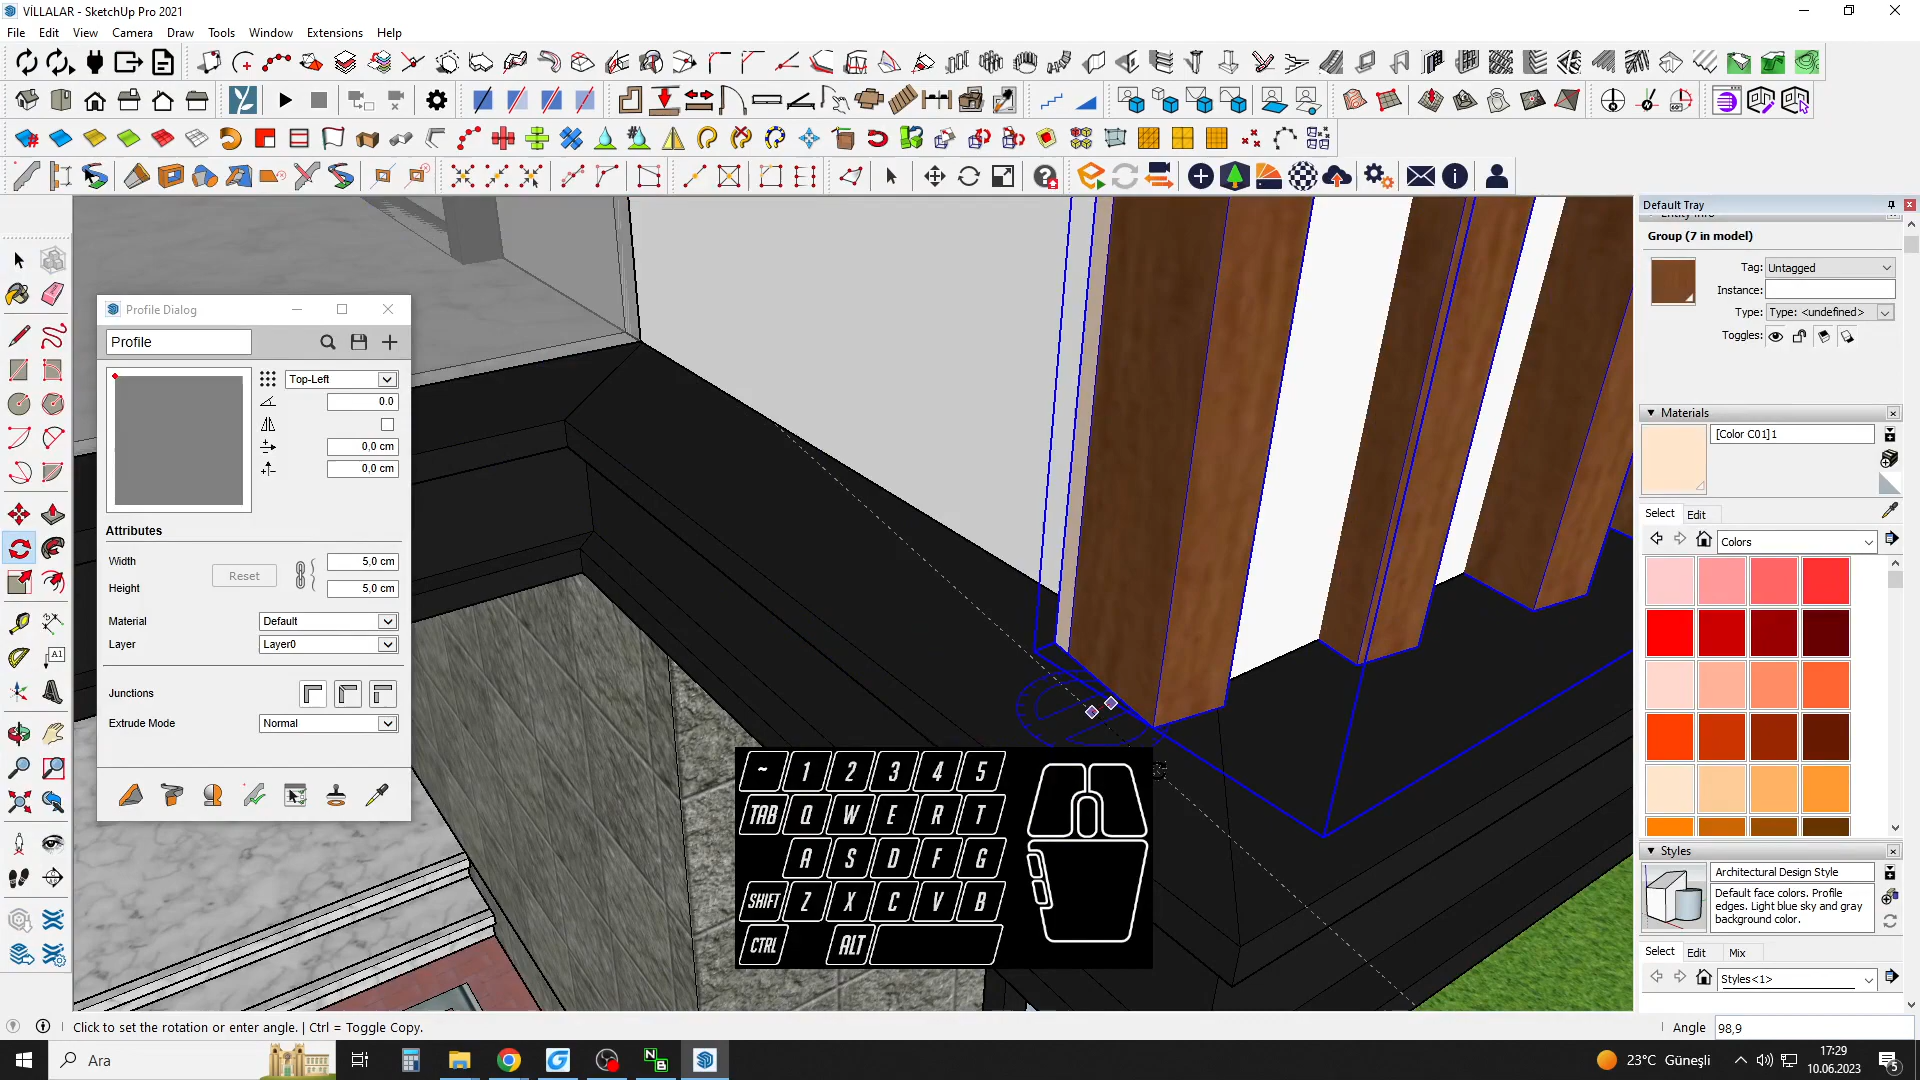 VİLLALAR - SketchUp Pro 2021
File Edit View Camera Draw Tools Window Extensions Help
Default Tray
Entity Info
Group (7 in model)
Tag: Untagged
Instance:
Type: Type: <undefined>
Toggles:
Materials
[Color C01]1
Select Edit
Colors
Styles
Architectural Design Style
Default face colors. Profile
edges. Light blue sky and gray
background color.
Select Edit Mix
Styles<1>
Profile Dialog
Profile
Top-Left
0.0
0,0 cm
0,0 cm
Attributes
Width 5,0 cm
Reset
Height 5,0 cm
Material Default
Layer Layer0
Junctions
Extrude Mode Normal
A1
~ 1 2 3 4 5
TAB Q W E R T
A S D F G
SHIFT Z X C V B
CTRL ALT
Click to set the rotation or enter angle. | Ctrl = Toggle Copy.
Angle 98,9
Ara
23°C Güneşli
17:29
10.06.2023
5